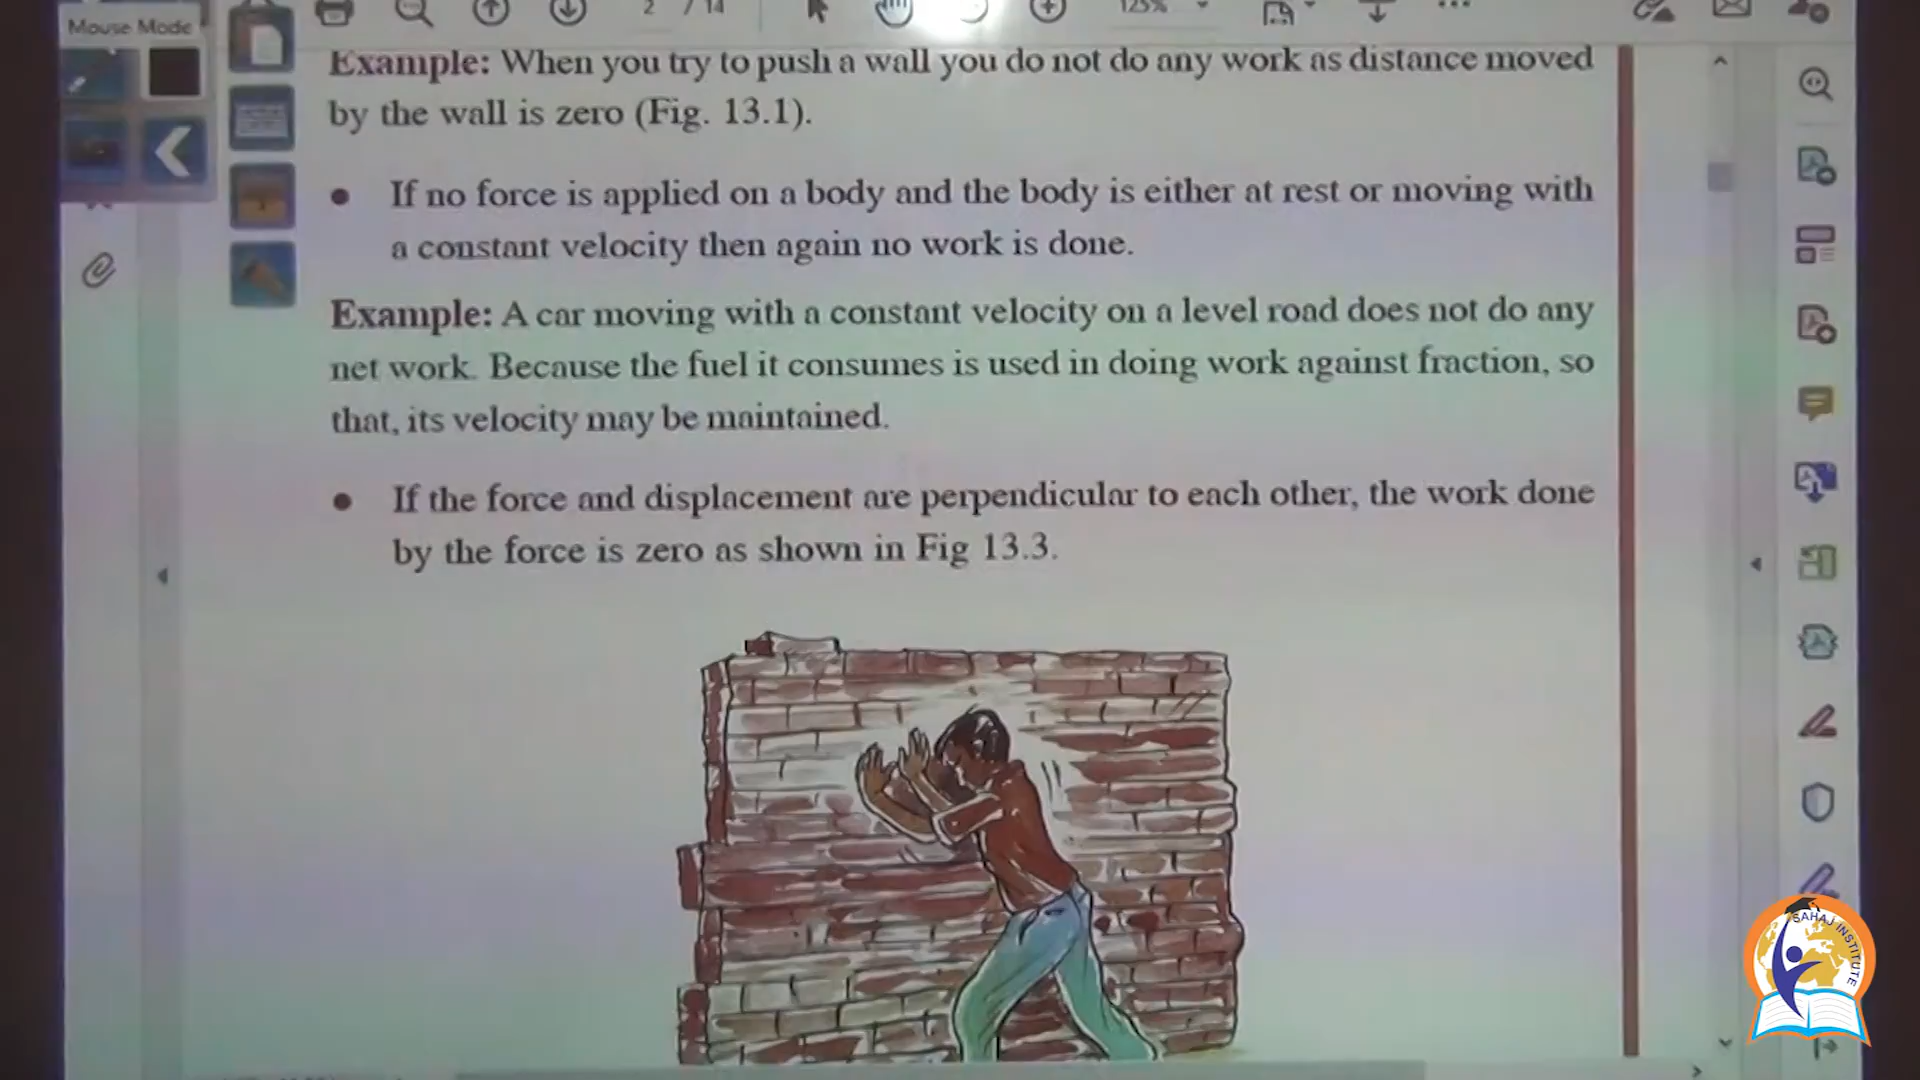 Mouse Mode
2 / 14
125%
Example: When you try to push a wall you do not do any work as distance moved
by the wall is zero (Fig. 13.1).
● If no force is applied on a body and the body is either at rest or moving with
a constant velocity then again no work is done.
Example: A car moving with a constant velocity on a level road does not do any
net work. Because the fuel it consumes is used in doing work against fraction, so
that, its velocity may be maintained.
● If the force and displacement are perpendicular to each other, the work done
by the force is zero as shown in Fig 13.3.
SAHAJ INSTITUTE